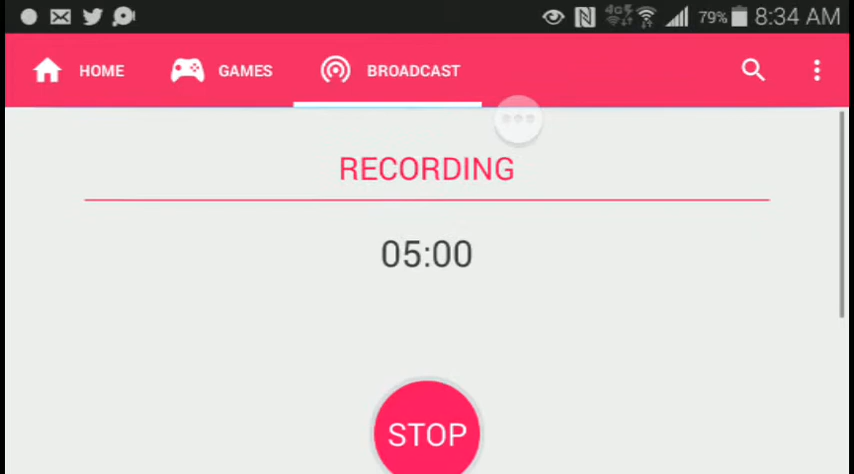 79% 8:34 AM
HOME GAMES BROADCAST
RECORDING
05:00
STOP